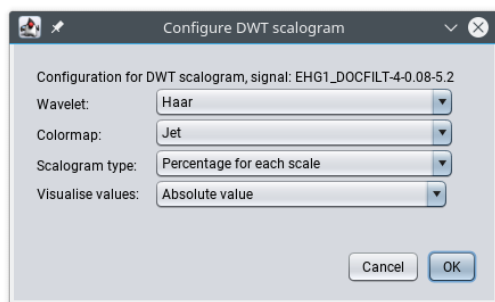 Configure DWT scalogram
Configuration for DWT scalogram, signal: EHG1_DOCFILT-4-0.08-5.2
Wavelet: Haar
Colormap: Jet
Scalogram type: Percentage for each scale
Visualise values: Absolute value
Cancel OK